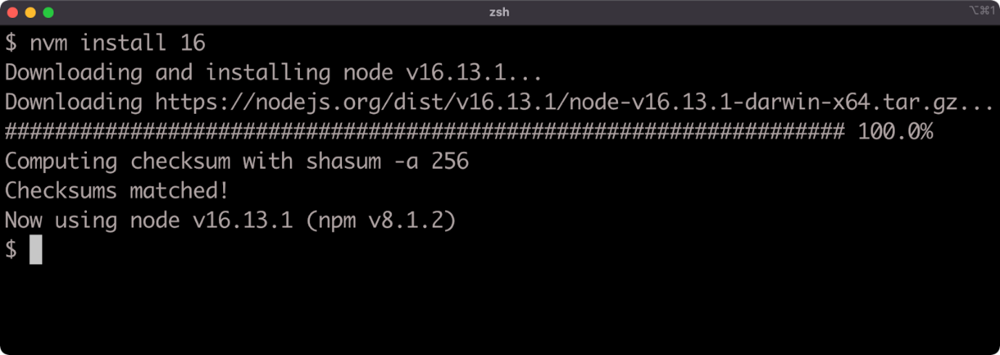 zsh
⌥⌘1
$ nvm install 16
Downloading and installing node v16.13.1...
Downloading https://nodejs.org/dist/v16.13.1/node-v16.13.1-darwin-x64.tar.gz...
################################################################### 100.0%
Computing checksum with shasum -a 256
Checksums matched!
Now using node v16.13.1 (npm v8.1.2)
$